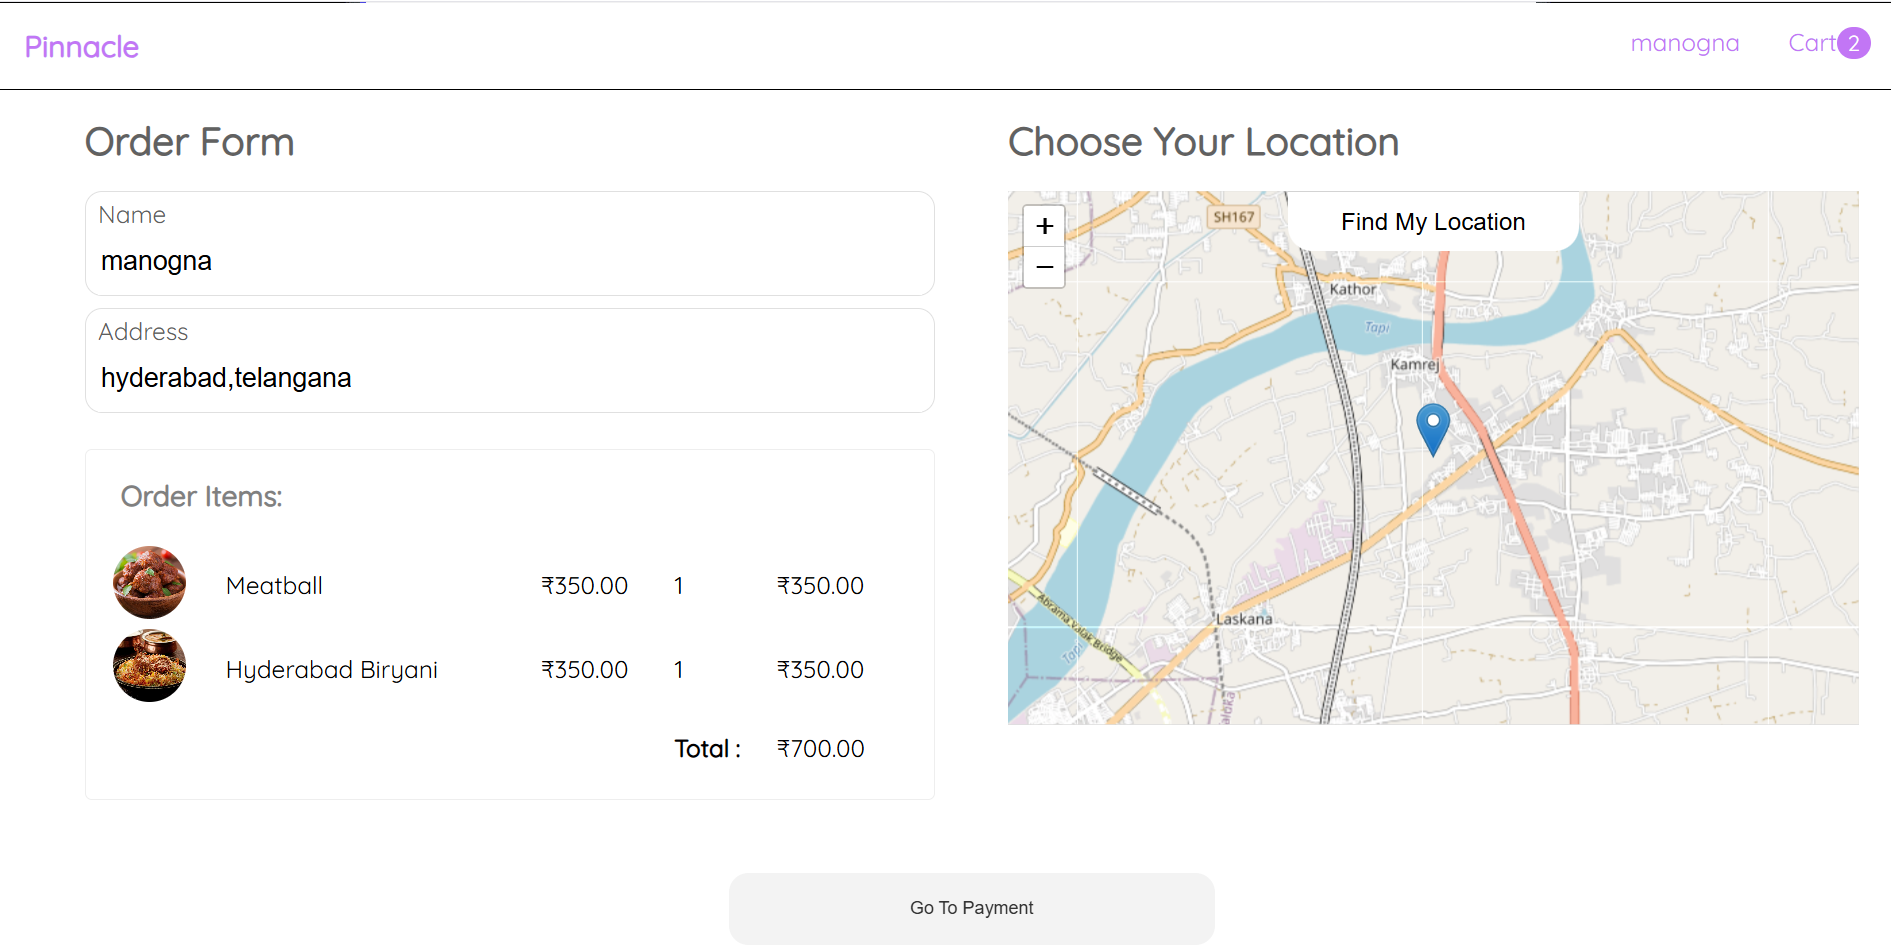 Pinnacle
manogna
Cart 2
Order Form
Name
manogna
Address
hyderabad,telangana
Order Items:
Meatball ₹350.00 1 ₹350.00
Hyderabad Biryani ₹350.00 1 ₹350.00
Total : ₹700.00
Choose Your Location
+
−
Find My Location
SH167
Kathor
Tapi
Kamrej
Laskana
Abrama Valak Bridge
Tapi
Go To Payment